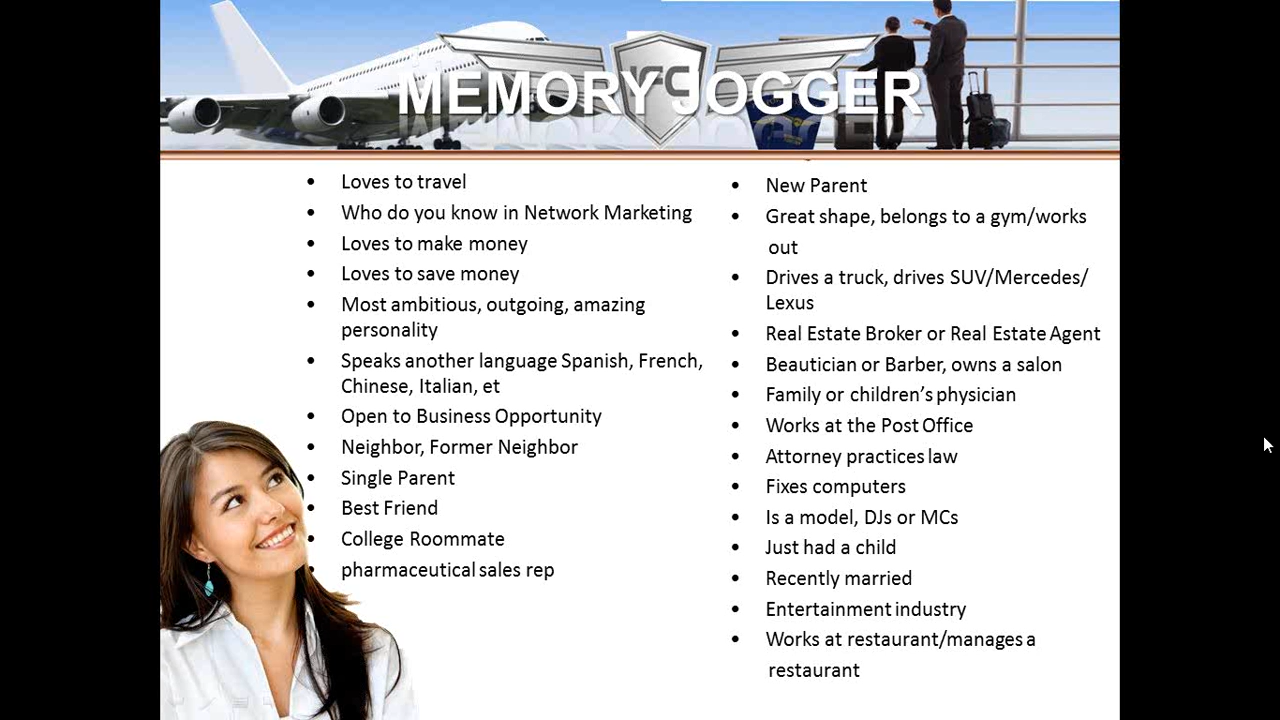 MEMORY JOGGER
• Loves to travel
• Who do you know in Network Marketing
• Loves to make money
• Loves to save money
• Most ambitious, outgoing, amazing
personality
• Speaks another language Spanish, French,
Chinese, Italian, et
• Open to Business Opportunity
• Neighbor, Former Neighbor
• Single Parent
• Best Friend
• College Roommate
• pharmaceutical sales rep
• New Parent
• Great shape, belongs to a gym/works
out
• Drives a truck, drives SUV/Mercedes/
Lexus
• Real Estate Broker or Real Estate Agent
• Beautician or Barber, owns a salon
• Family or children’s physician
• Works at the Post Office
• Attorney practices law
• Fixes computers
• Is a model, DJs or MCs
• Just had a child
• Recently married
• Entertainment industry
• Works at restaurant/manages a
restaurant